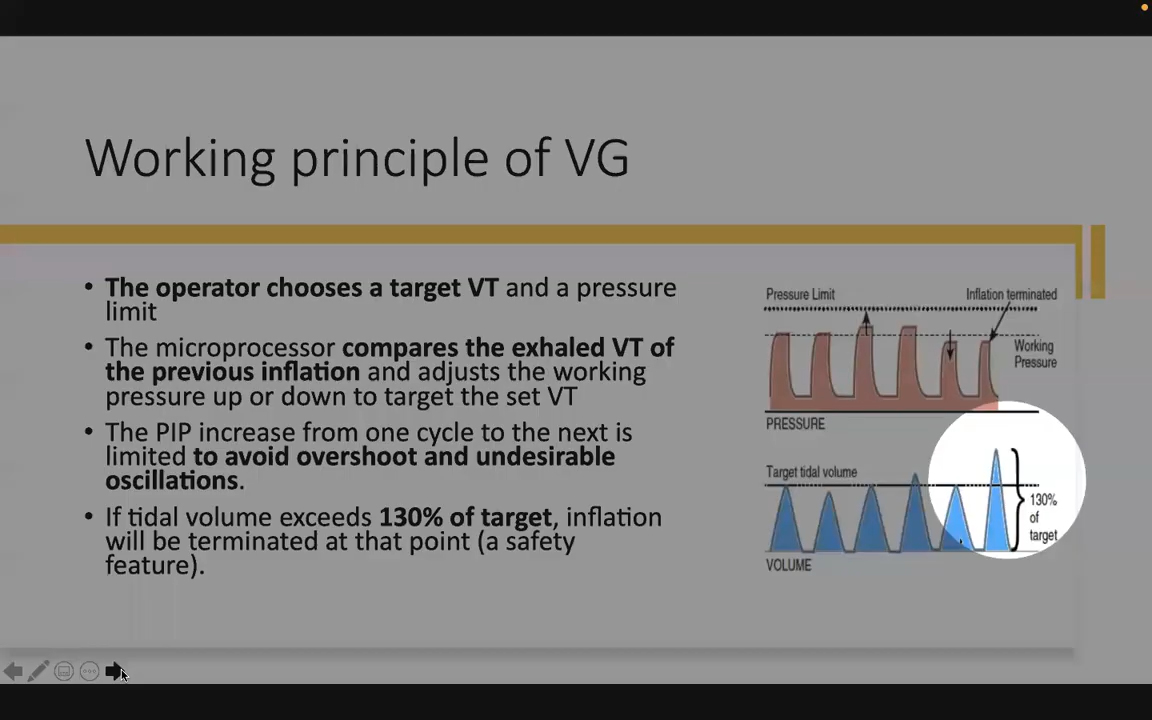 Working principle of VG
• The operator chooses a target VT and a pressure
limit
• The microprocessor compares the exhaled VT of
the previous inflation and adjusts the working
pressure up or down to target the set VT
• The PIP increase from one cycle to the next is
limited to avoid overshoot and undesirable
oscillations.
• If tidal volume exceeds 130% of target, inflation
will be terminated at that point (a safety
feature).
Pressure Limit
Inflation terminated
Working
Pressure
PRESSURE
Target tidal volume
130%
of
target
VOLUME